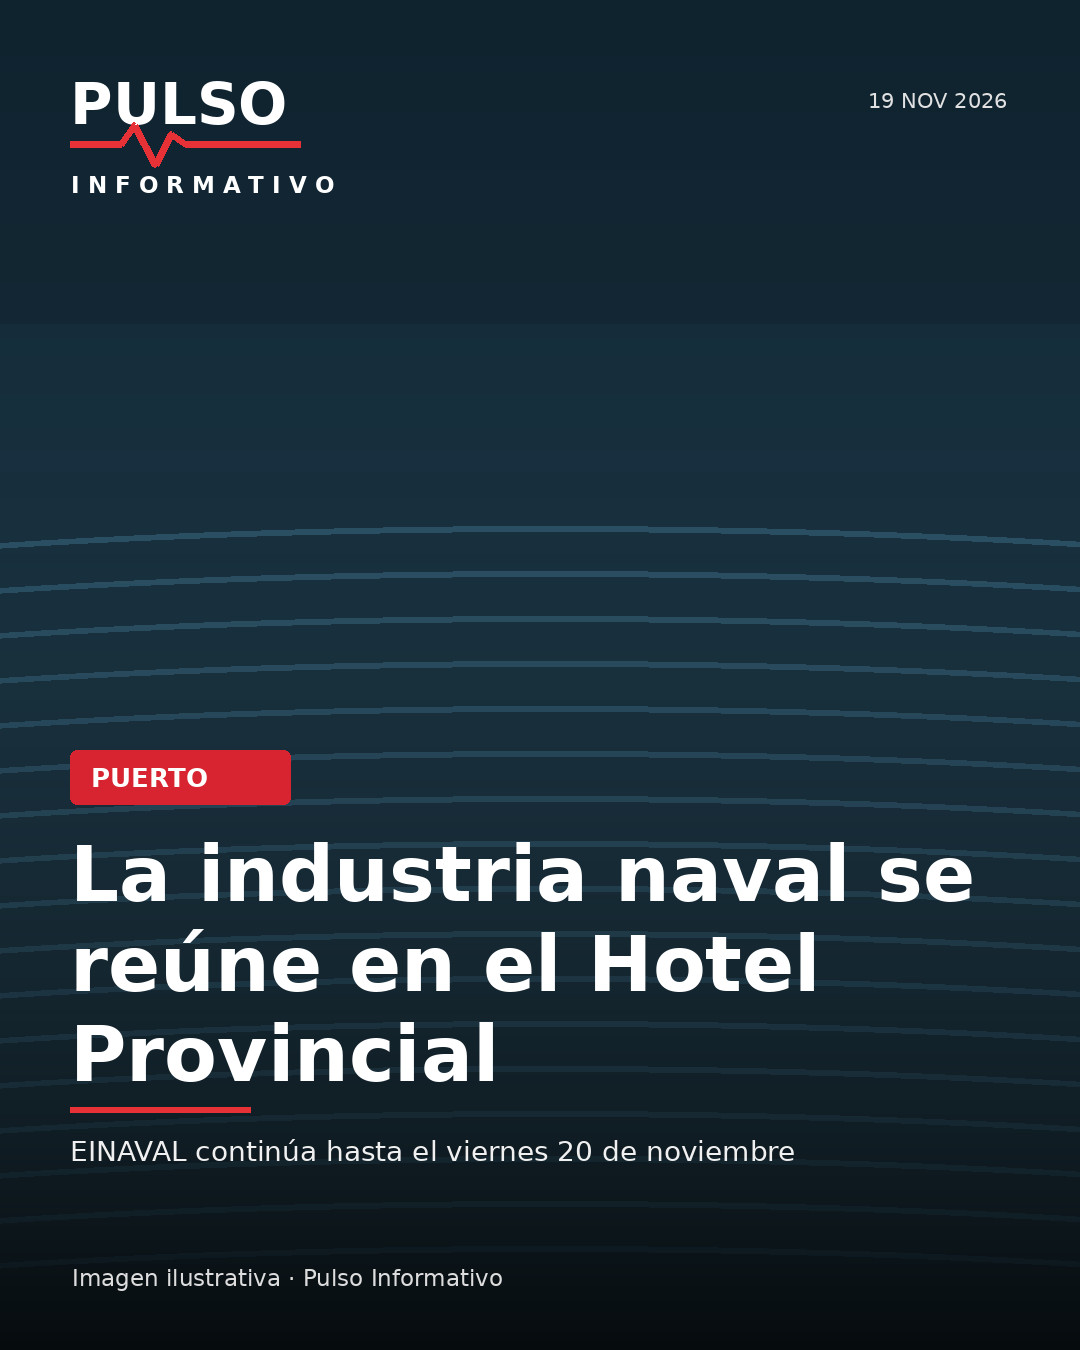 PULSO
INFORMATIVO
19 NOV 2026
PUERTO
La industria naval se
reúne en el Hotel
Provincial
EINAVAL continúa hasta el viernes 20 de noviembre
Imagen ilustrativa · Pulso Informativo